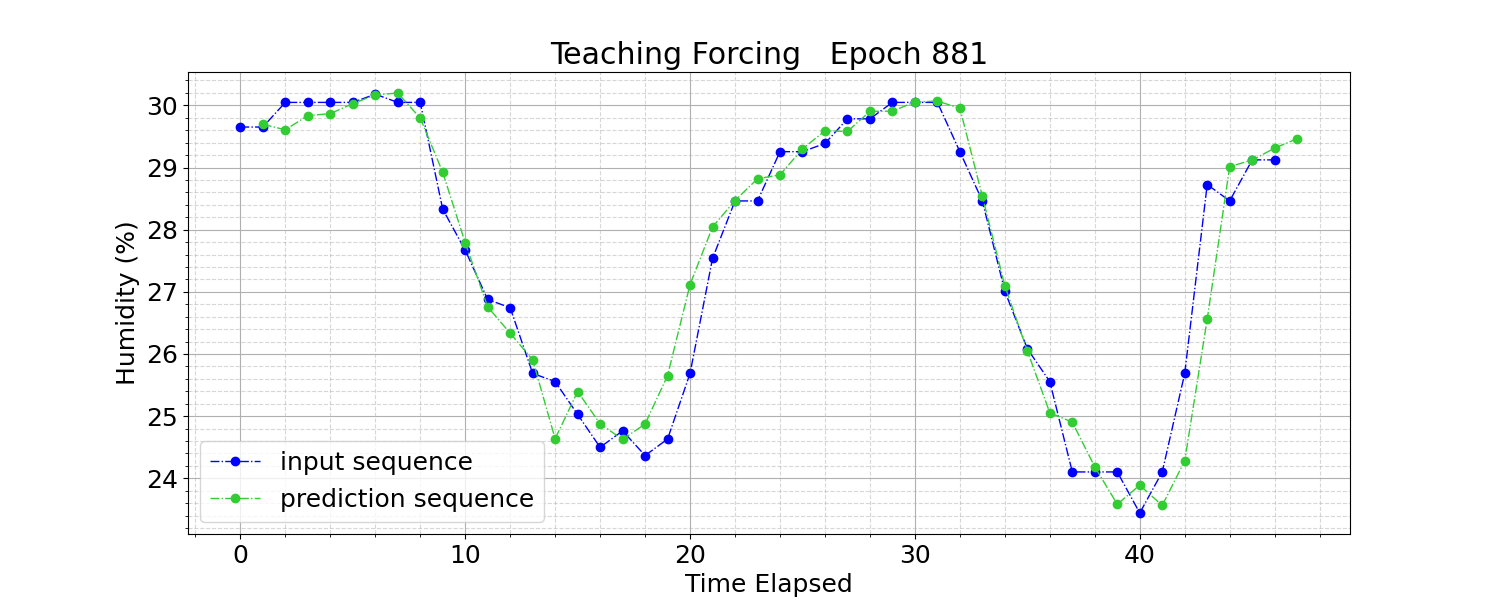 Teaching Forcing   Epoch 881
Humidity (%)
30
29
28
27
26
25
24
input sequence
prediction sequence
0 10 20 30 40
Time Elapsed